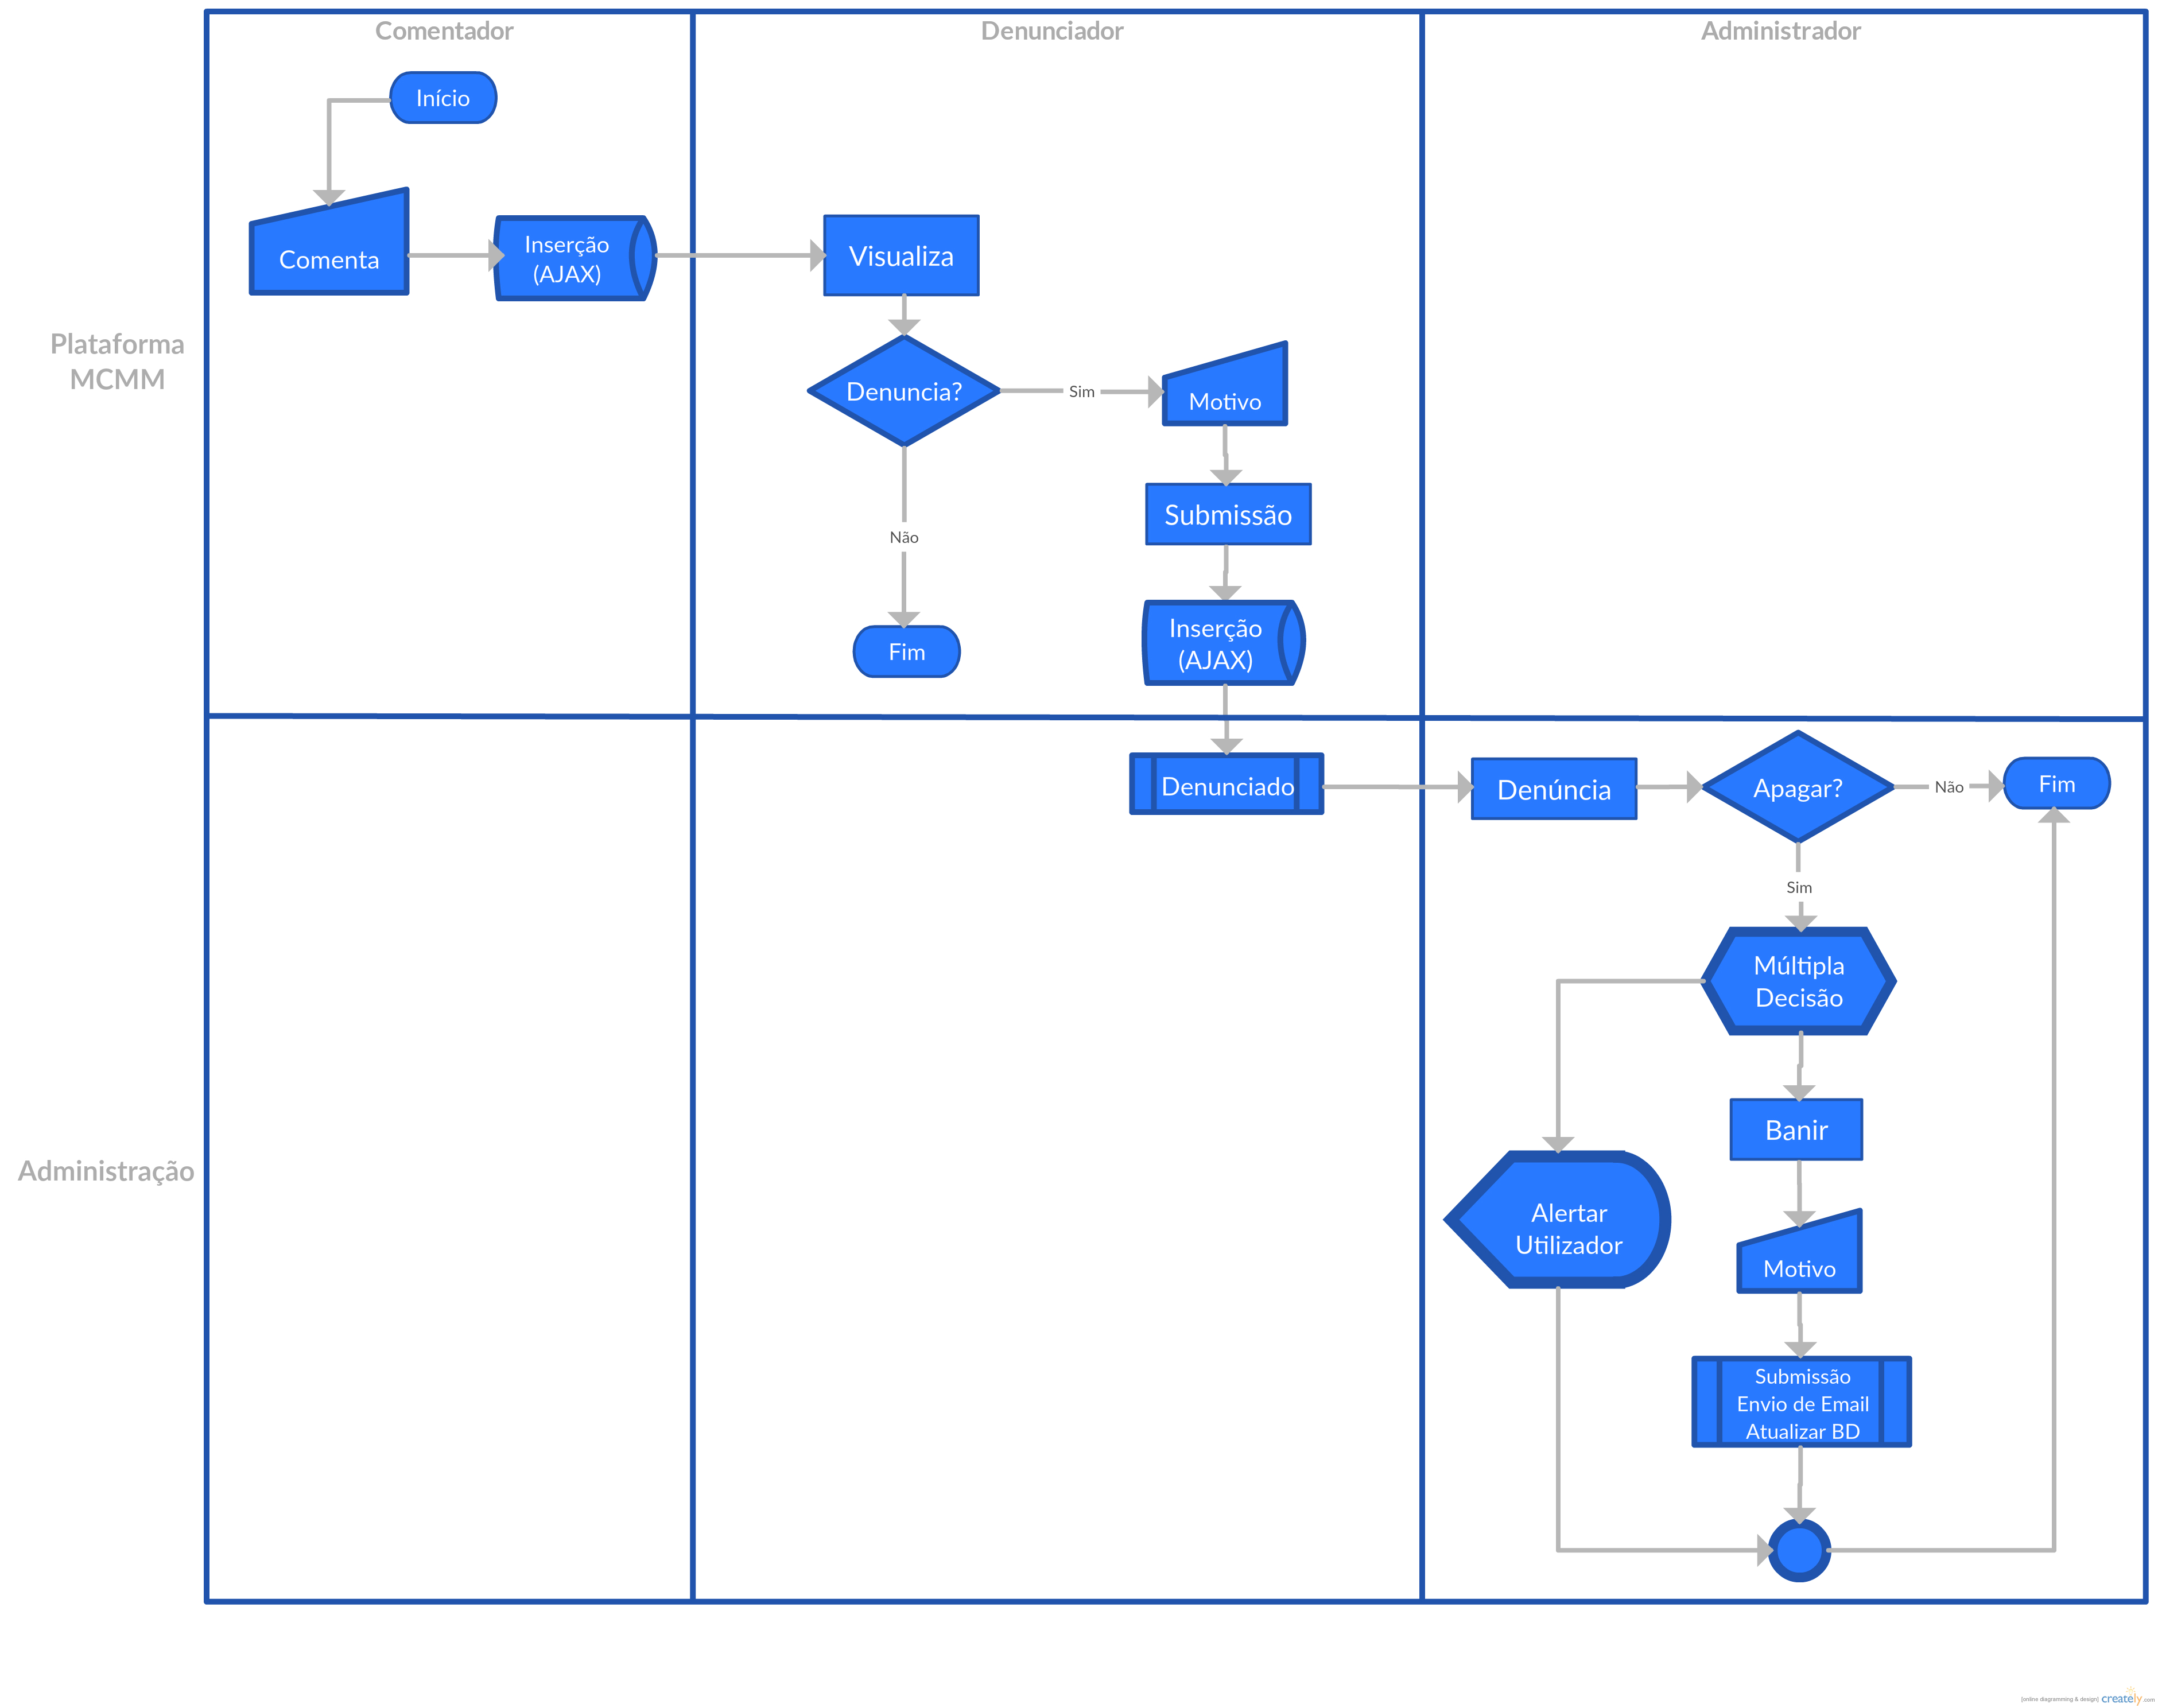 Comentador
Denunciador
Administrador
Início
Comenta
Inserção
(AJAX)
Visualiza
Plataforma
MCMM
Denuncia?
Sim
Motivo
Submissão
Não
Inserção
(AJAX)
Fim
Denunciado
Denúncia
Apagar?
Não
Fim
Sim
Múltipla
Decisão
Banir
Administração
Alertar
Utilizador
Motivo
Submissão
Envio de Email
Atualizar BD
[online diagramming & design] creately.com